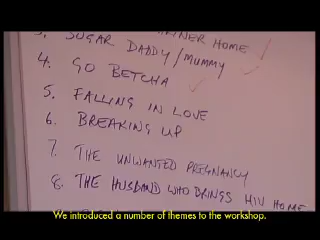 3. SUGAR DADDY/MUMMY
4. GO BETCHA
5. FALLING IN LOVE
6. BREAKING UP
7. THE UNWANTED PREGNANCY
8. THE HUSBAND WHO BRINGS HIV HOME
We introduced a number of themes to the workshop.